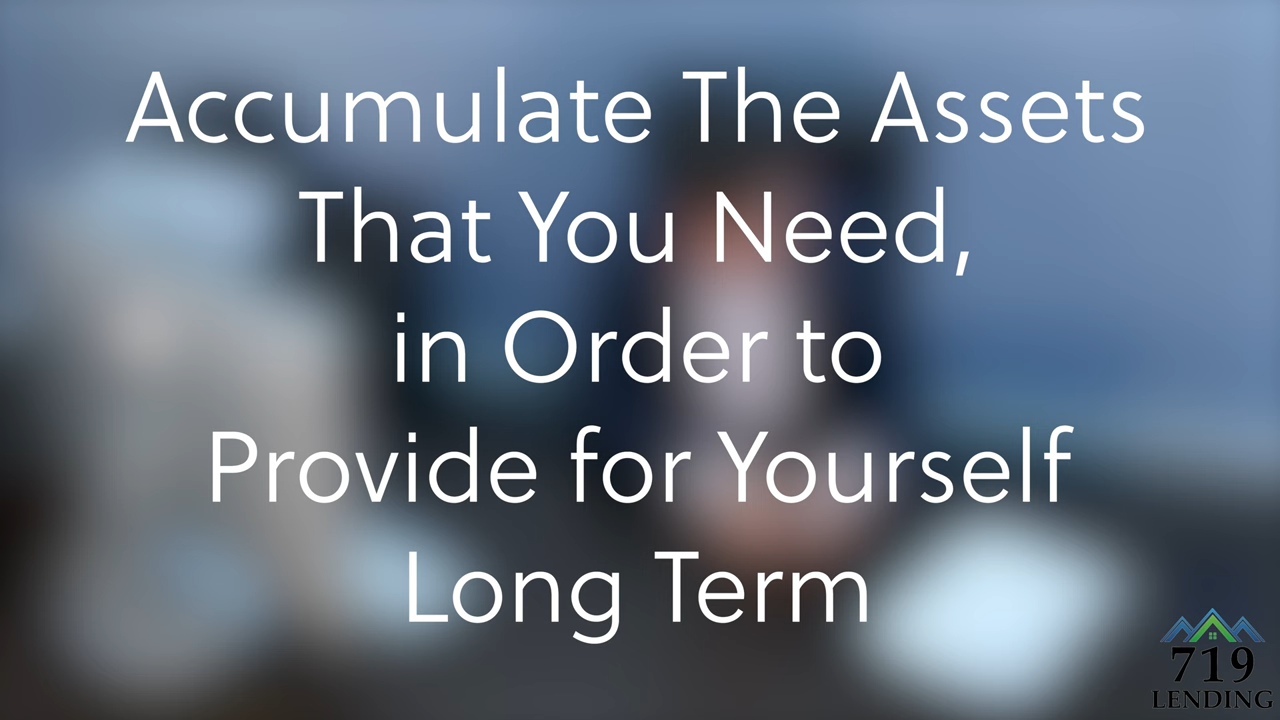 Accumulate The Assets
That You Need,
in Order to
Provide for Yourself
Long Term
719
LENDING